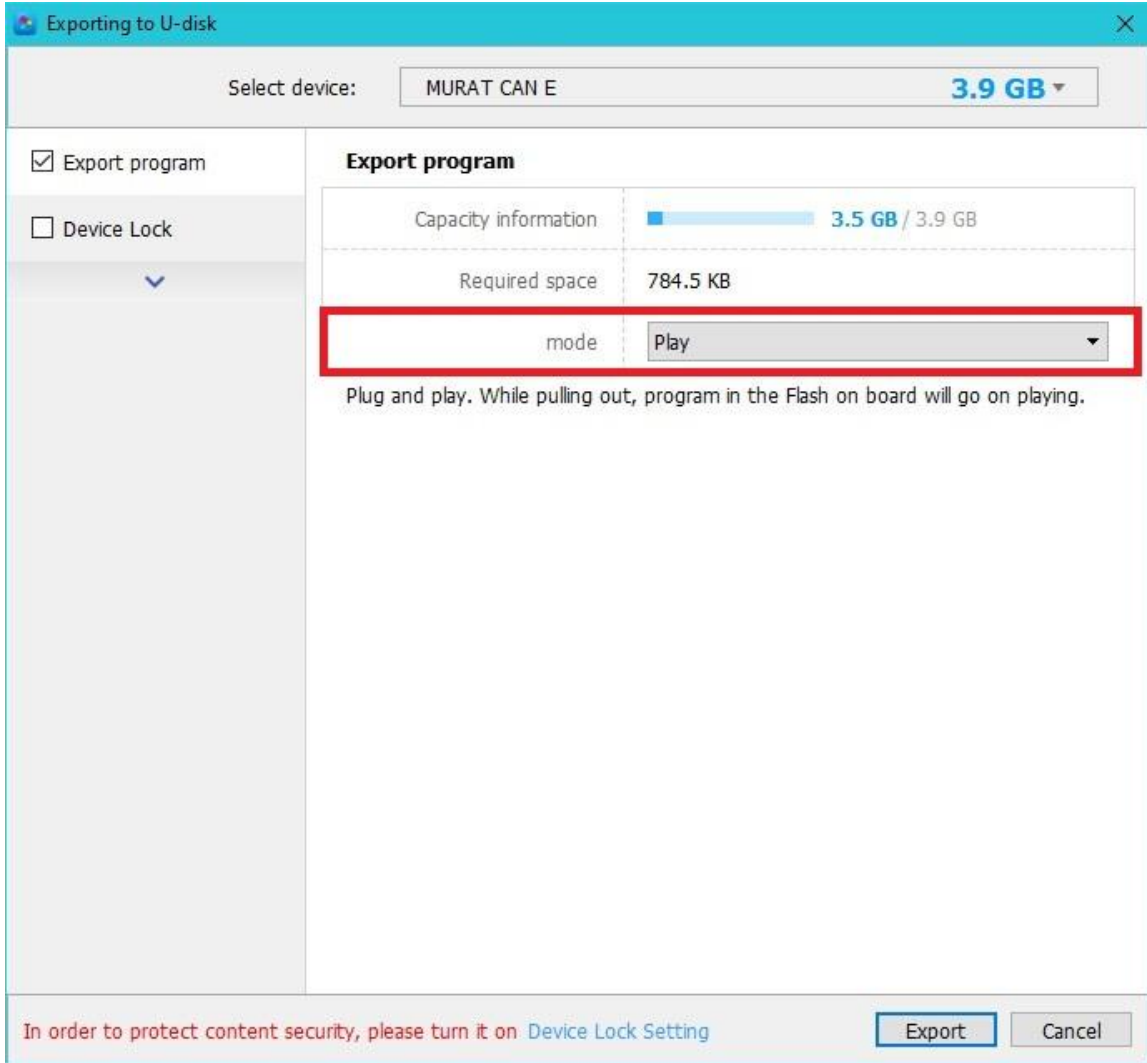 Exporting to U-disk
Select device: MURAT CAN E 3.9 GB
Export program
Device Lock
Export program
Capacity information 3.5 GB / 3.9 GB
Required space 784.5 KB
mode Play
Plug and play. While pulling out, program in the Flash on board will go on playing.
In order to protect content security, please turn it on Device Lock Setting Export Cancel